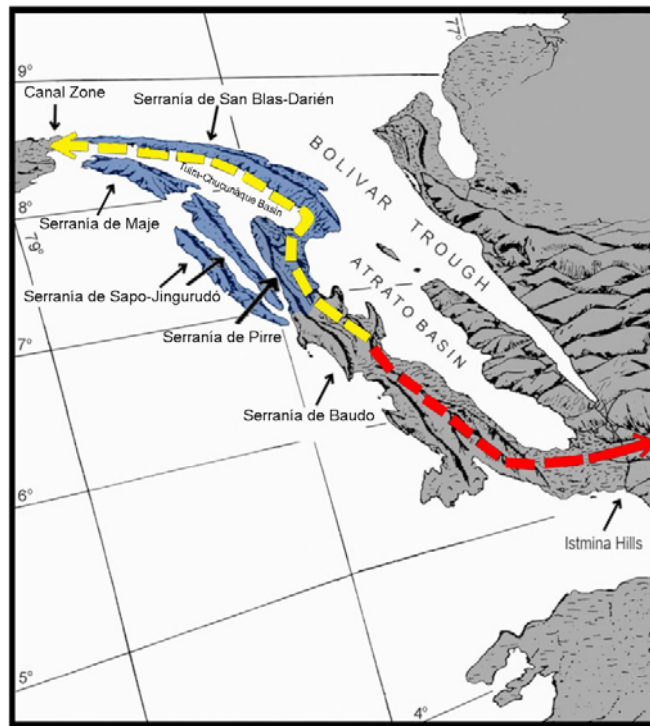 77°
9°
Canal Zone
Serranía de San Blas-Darién
BOLIVAR TROUGH
Tuira-Chucunaque Basin
8°
Serranía de Maje
79°
ATRATO BASIN
Serranía de Sapo-Jingurudó
Serranía
de Pirre
7°
Serranía de Baudo
6°
Istmina Hills
5°
4°